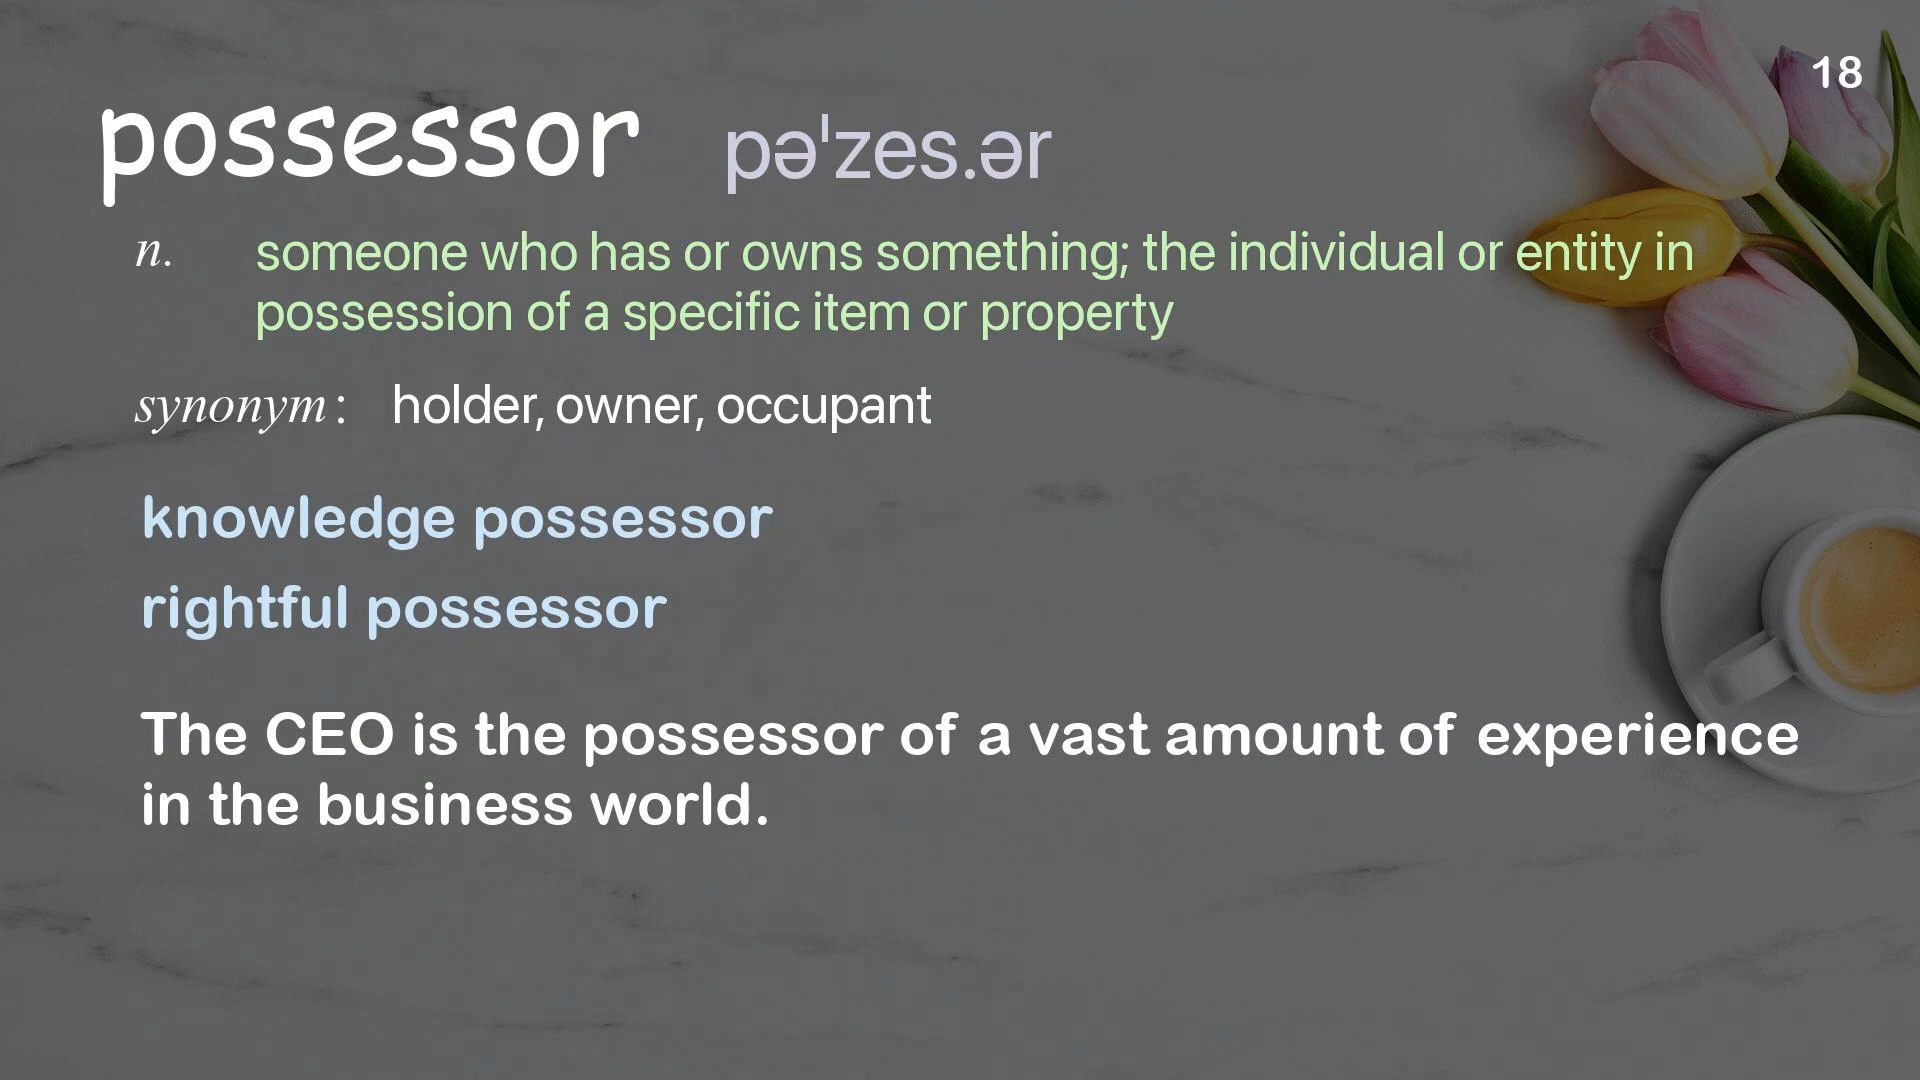 18
possessor pəˈzes.ər
n. someone who has or owns something; the individual or entity in
possession of a specific item or property
synonym: holder, owner, occupant
knowledge possessor
rightful possessor
The CEO is the possessor of a vast amount of experience
in the business world.